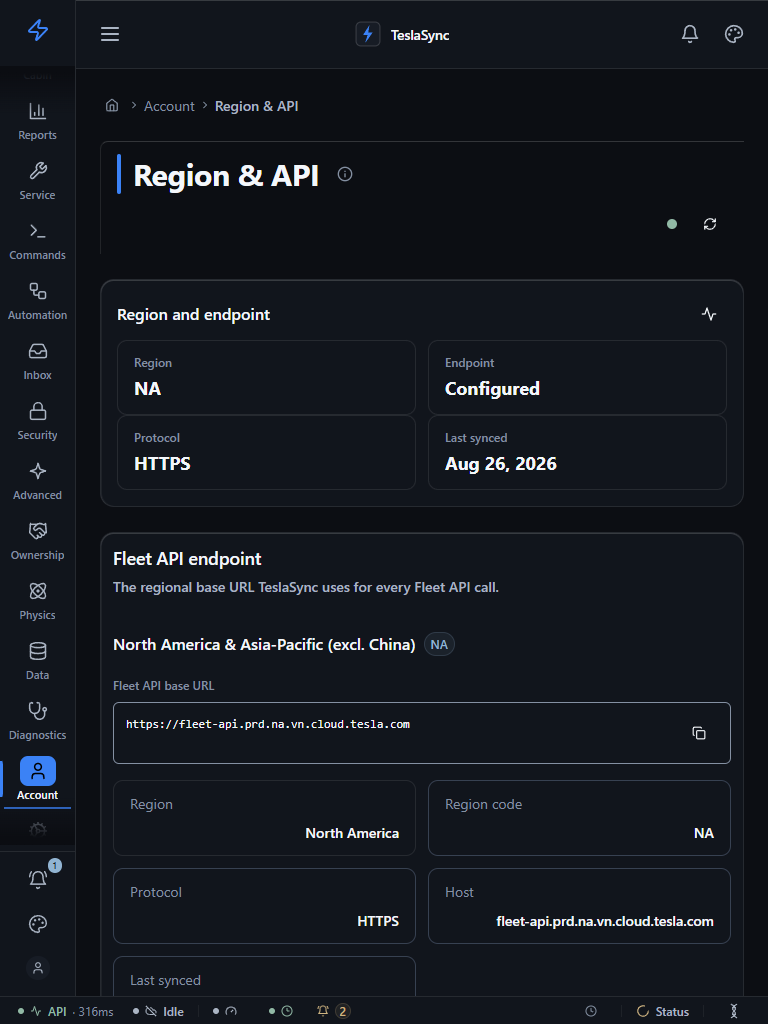 TeslaSync
Account
Region & API
Region & API
Reports
Service
Commands
Automation
Inbox
Security
Advanced
Ownership
Physics
Data
Diagnostics
Account
1
Region and endpoint
Region
NA
Endpoint
Configured
Protocol
HTTPS
Last synced
Aug 26, 2026
Fleet API endpoint
The regional base URL TeslaSync uses for every Fleet API call.
North America & Asia-Pacific (excl. China) NA
Fleet API base URL
https://fleet-api.prd.na.vn.cloud.tesla.com
Region
North America
Region code
NA
Protocol
HTTPS
Host
fleet-api.prd.na.vn.cloud.tesla.com
Last synced
API · 316ms
Idle
2
Status